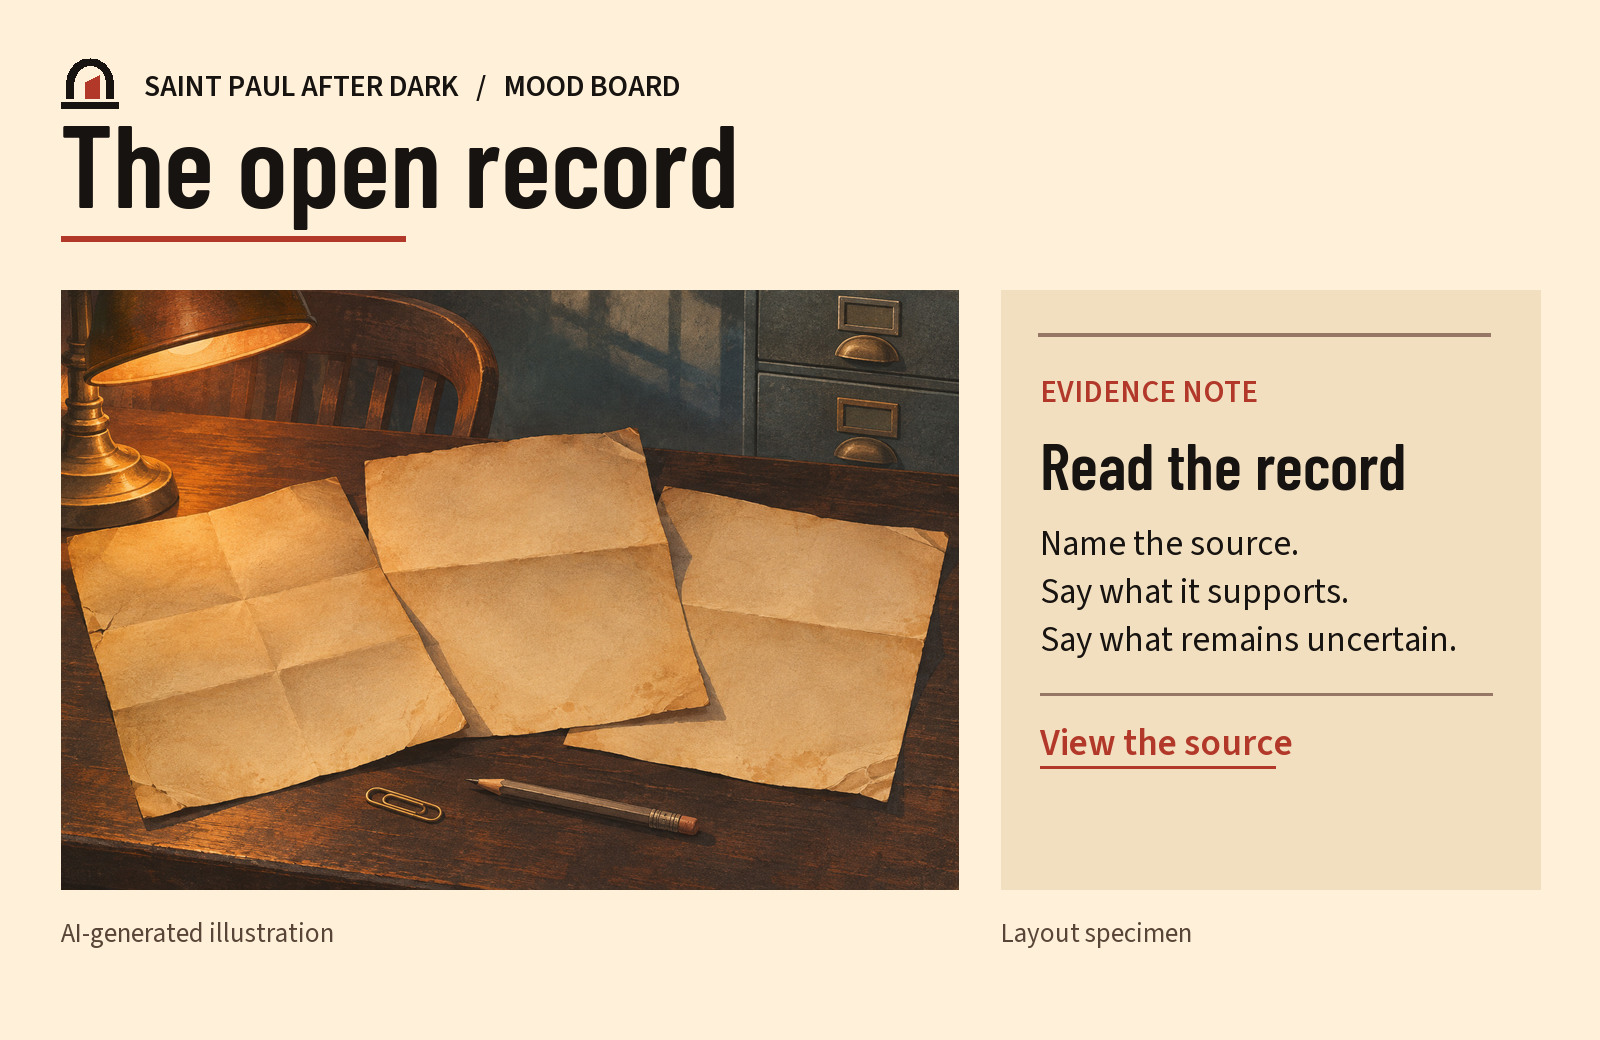 SAINT PAUL AFTER DARK / MOOD BOARD
The open record
EVIDENCE NOTE
Read the record
Name the source.
Say what it supports.
Say what remains uncertain.
View the source
AI-generated illustration
Layout specimen